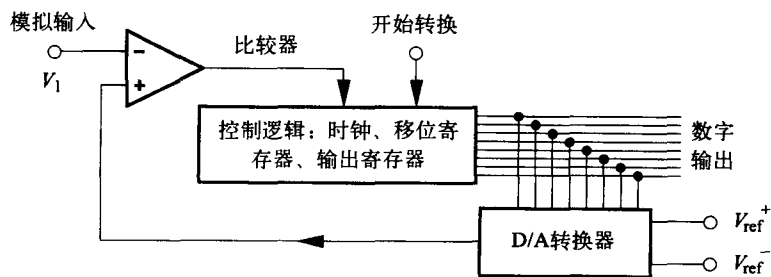 模拟输入
V₁
−
+
比较器
开始转换
控制逻辑：时钟、移位寄
存器、输出寄存器
数字
输出
D/A转换器
Vref+
Vref−